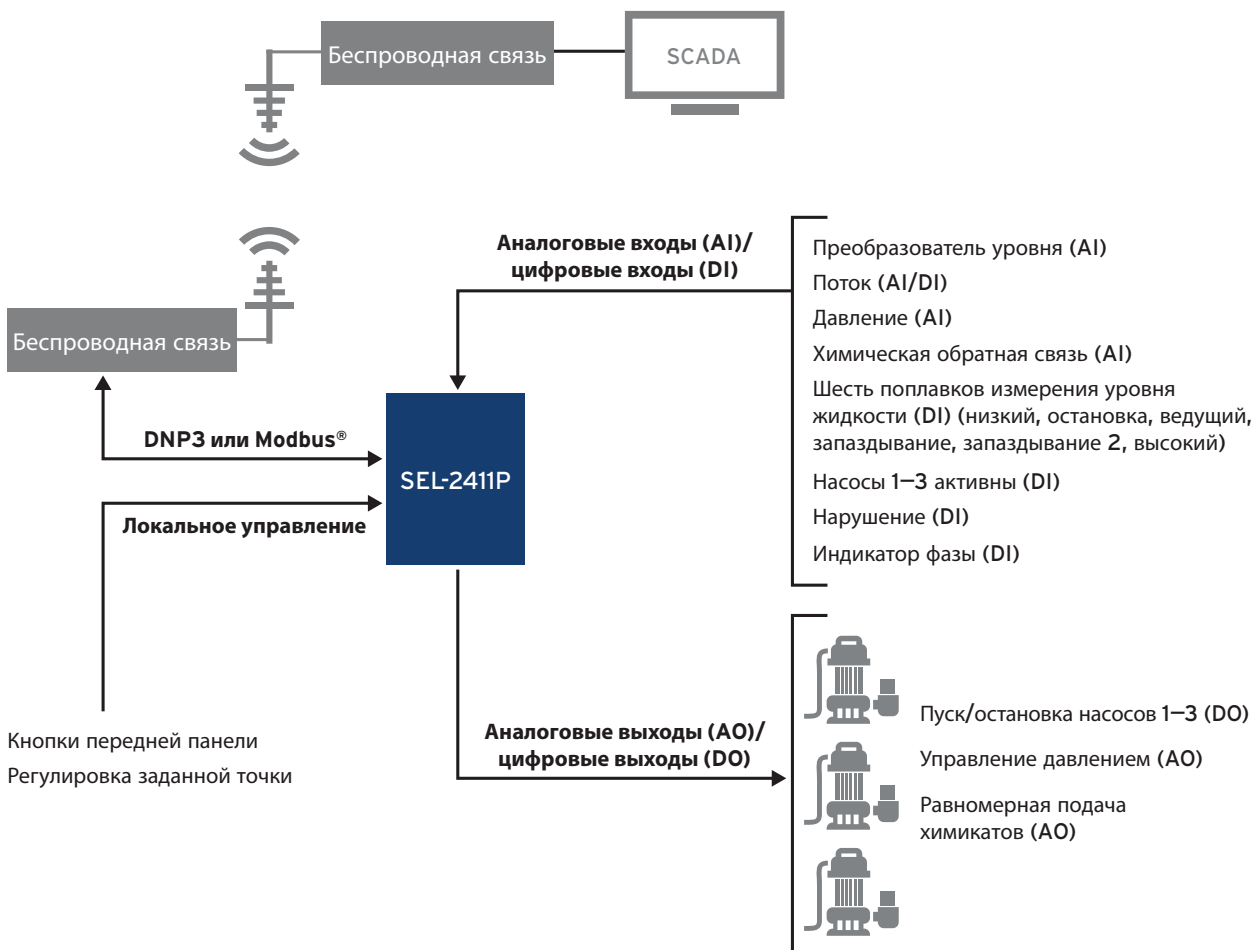 Беспроводная связь
SCADA
Аналоговые входы (AI)/
цифровые входы (DI)
Преобразователь уровня (AI)
Поток (AI/DI)
Давление (AI)
Химическая обратная связь (AI)
Шесть поплавков измерения уровня
жидкости (DI) (низкий, остановка, ведущий,
запаздывание, запаздывание 2, высокий)
Насосы 1–3 активны (DI)
Нарушение (DI)
Индикатор фазы (DI)
Беспроводная связь
DNP3 или Modbus®
SEL-2411P
Локальное управление
Кнопки передней панели
Регулировка заданной точки
Аналоговые выходы (AO)/
цифровые выходы (DO)
Пуск/остановка насосов 1–3 (DO)
Управление давлением (AO)
Равномерная подача
химикатов (AO)